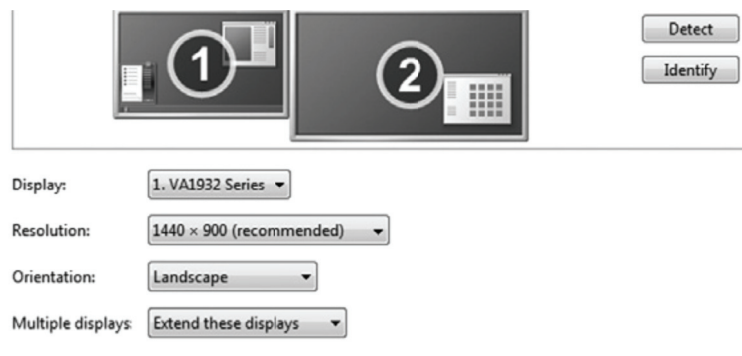 1 2 Detect
Identify
Display: 1. VA1932 Series
Resolution: 1440 × 900 (recommended)
Orientation: Landscape
Multiple displays: Extend these displays